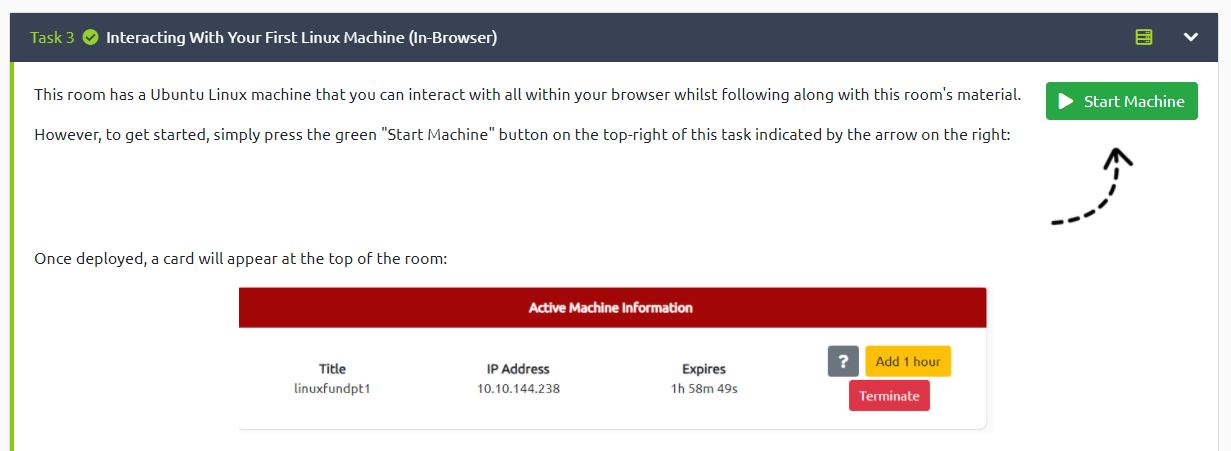 Task 3 Interacting With Your First Linux Machine (In-Browser)
This room has a Ubuntu Linux machine that you can interact with all within your browser whilst following along with this room's material.
Start Machine
However, to get started, simply press the green "Start Machine" button on the top-right of this task indicated by the arrow on the right:
Once deployed, a card will appear at the top of the room:
Active Machine Information
Title IP Address Expires ? Add 1 hour
linuxfundpt1 10.10.144.238 1h 58m 49s Terminate